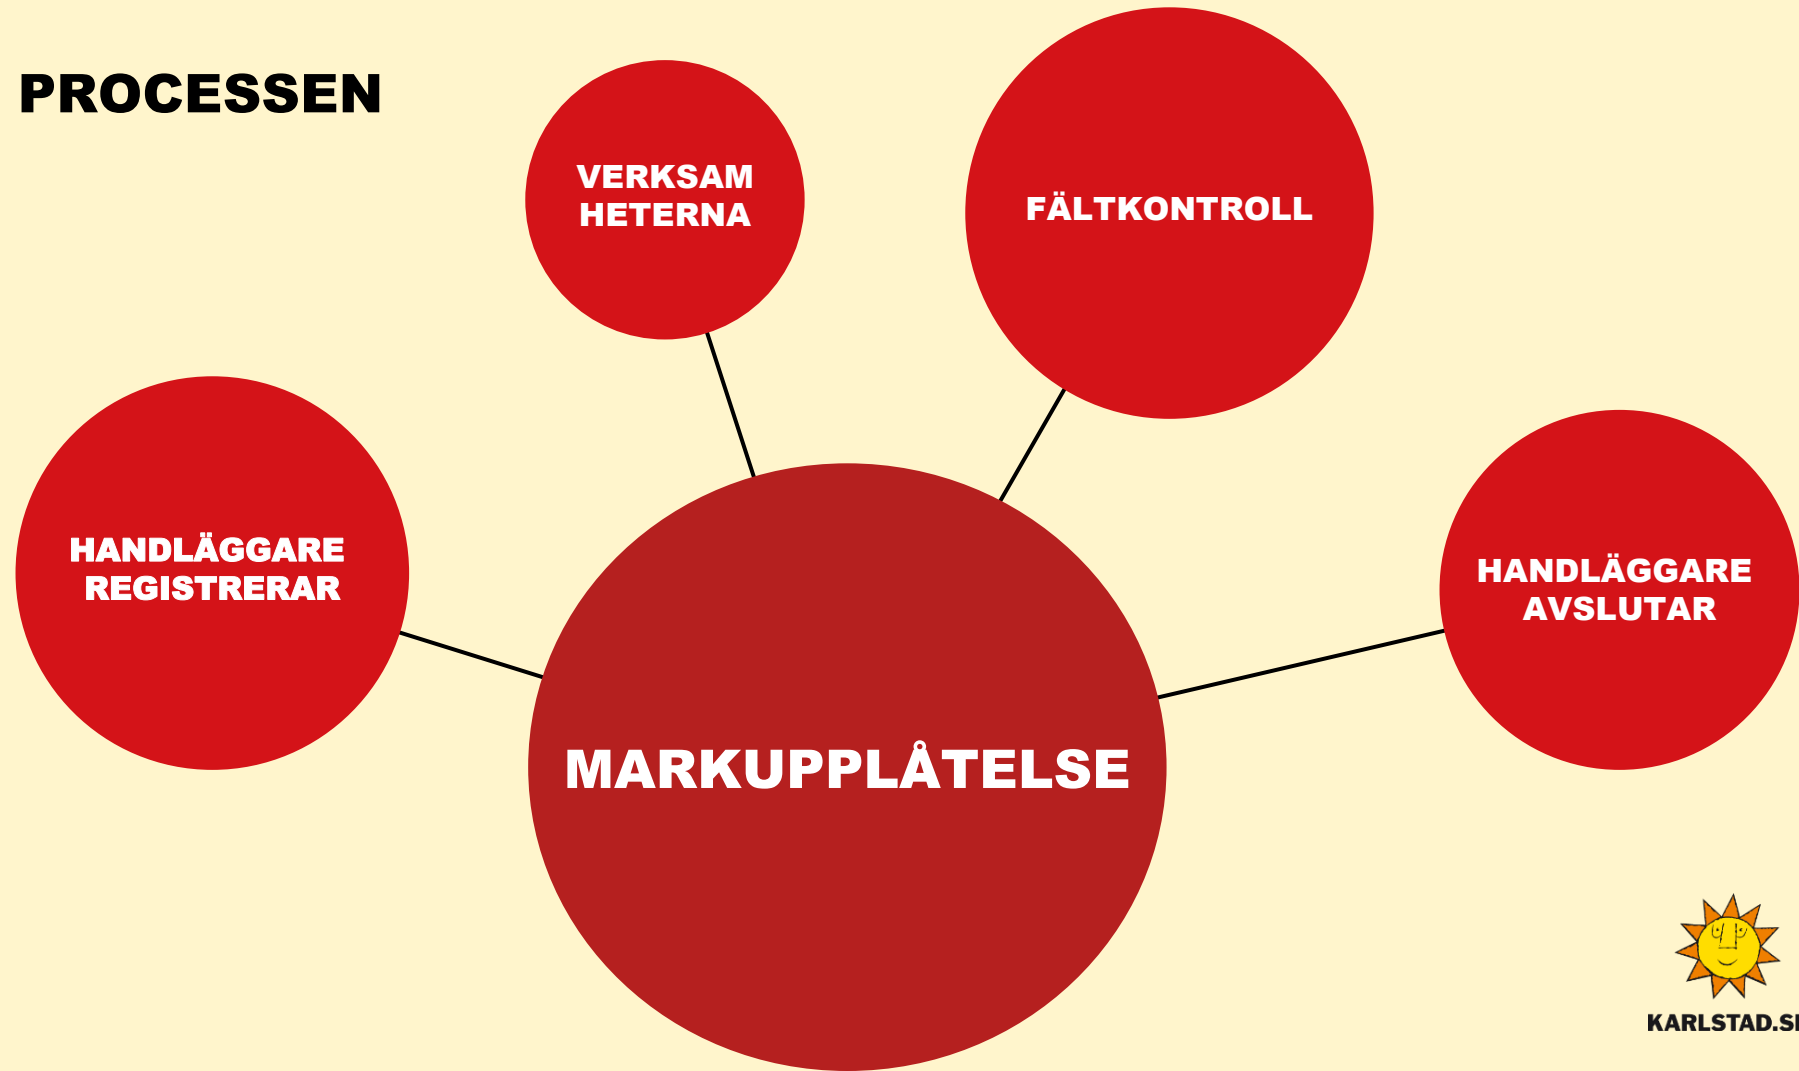 PROCESSEN
VERKSAM
HETERNA
FÄLTKONTROLL
HANDLÄGGARE
REGISTRERAR
HANDLÄGGARE
AVSLUTAR
MARKUPPLÅTELSE
KARLSTAD.SE